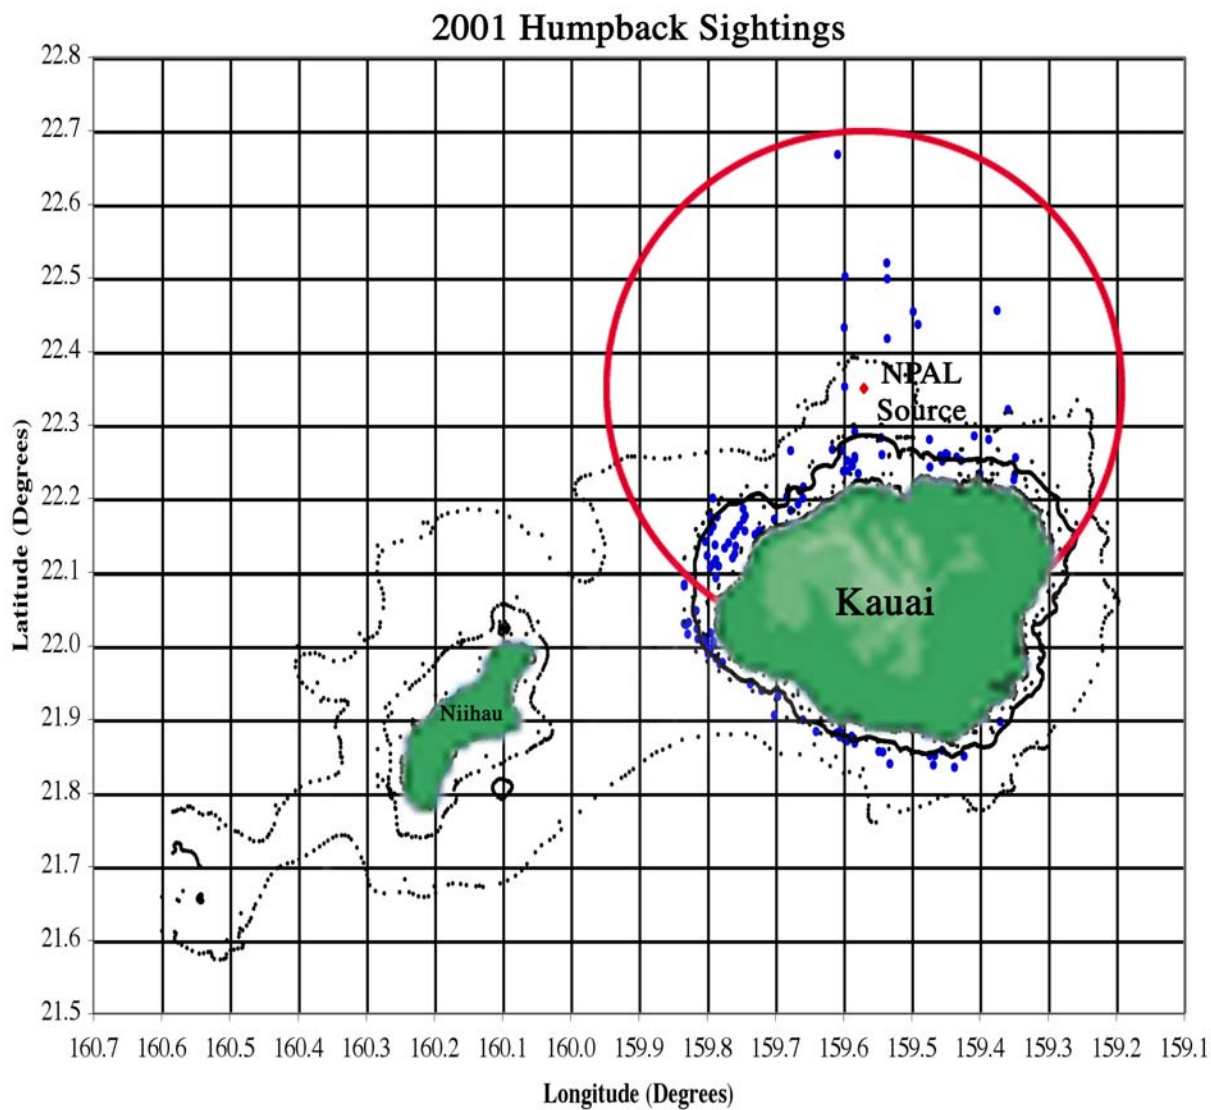 2001 Humpback Sightings
22.8
22.7
22.6
22.5
22.4
22.3
22.2
22.1
22.0
21.9
21.8
21.7
21.6
21.5
Latitude (Degrees)
NPAL
Source
Kauai
Niihau
160.7 160.6 160.5 160.4 160.3 160.2 160.1 160.0 159.9 159.8 159.7 159.6 159.5 159.4 159.3 159.2 159.1
Longitude (Degrees)